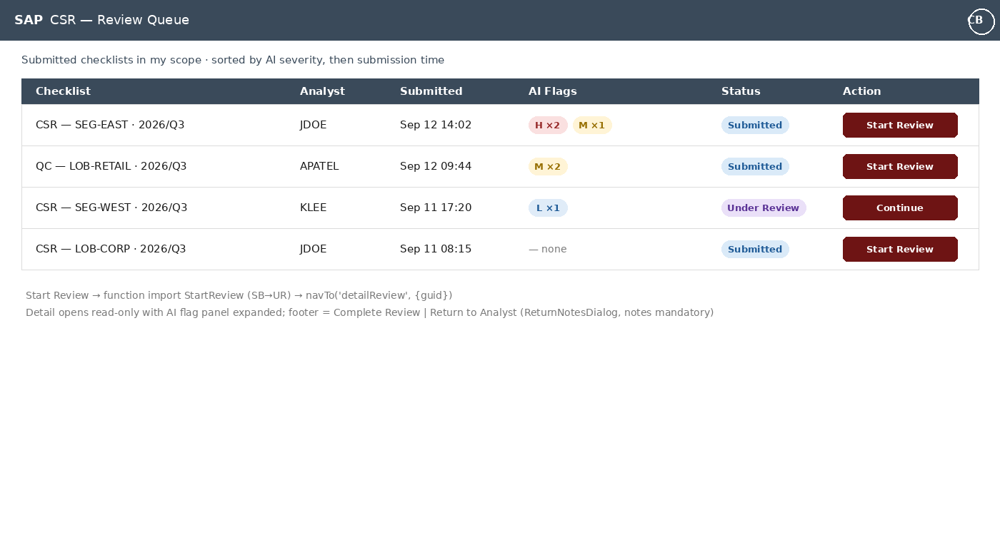 SAP CSR — Review Queue CB
Submitted checklists in my scope · sorted by AI severity, then submission time
Checklist Analyst Submitted AI Flags Status Action
CSR — SEG-EAST · 2026/Q3 JDOE Sep 12 14:02 H ×2 M ×1 Submitted Start Review
QC — LOB-RETAIL · 2026/Q3 APATEL Sep 12 09:44 M ×2 Submitted Start Review
CSR — SEG-WEST · 2026/Q3 KLEE Sep 11 17:20 L ×1 Under Review Continue
CSR — LOB-CORP · 2026/Q3 JDOE Sep 11 08:15 — none Submitted Start Review
Start Review → function import StartReview (SB→UR) → navTo('detailReview', {guid})
Detail opens read-only with AI flag panel expanded; footer = Complete Review | Return to Analyst (ReturnNotesDialog, notes mandatory)